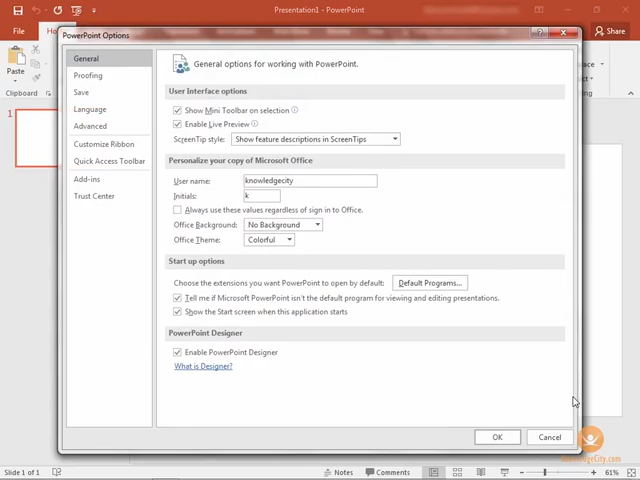 Presentation1 - PowerPoint
File
Share
Paste
Clipboard
1
PowerPoint Options
General
Proofing
Save
Language
Advanced
Customize Ribbon
Quick Access Toolbar
Add-ins
Trust Center
General options for working with PowerPoint.
User Interface options
Show Mini Toolbar on selection
Enable Live Preview
ScreenTip style: Show feature descriptions in ScreenTips
Personalize your copy of Microsoft Office
User name: knowledgecity
Initials: k
Always use these values regardless of sign in to Office.
Office Background: No Background
Office Theme: Colorful
Start up options
Choose the extensions you want PowerPoint to open by default: Default Programs...
Tell me if Microsoft PowerPoint isn't the default program for viewing and editing presentations.
Show the Start screen when this application starts
PowerPoint Designer
Enable PowerPoint Designer
What is Designer?
OK Cancel
Slide 1 of 1 Notes Comments 61%